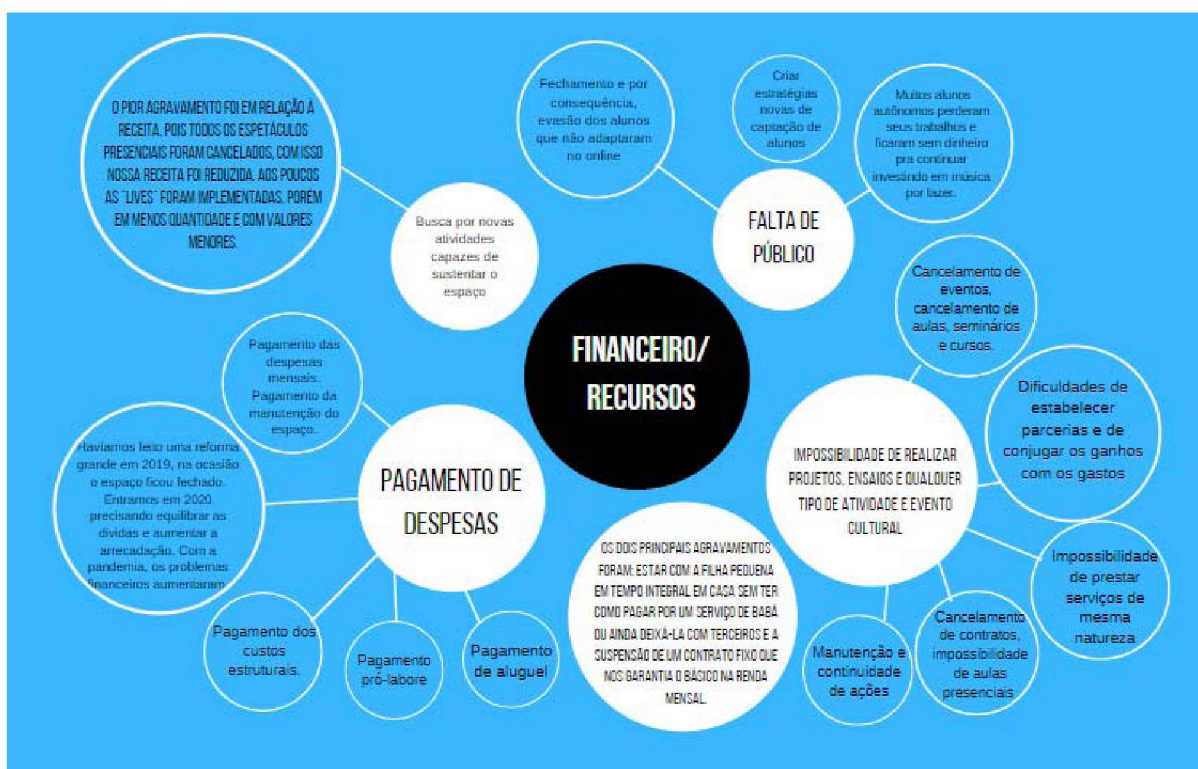 O PIOR AGRAVAMENTO FOI EM RELAÇÃO À
RECEITA, POIS TODOS OS ESPETÁCULOS
PRESENCIAIS FORAM CANCELADOS, COM ISSO
NOSSA RECEITA FOI REDUZIDA. AOS POUCOS
AS ¨LIVES¨ FORAM IMPLEMENTADAS, PORÉM
EM MENOS QUANTIDADE E COM VALORES
MENORES.
Busca por novas
atividades
capazes de
sustentar o
espaço
Fechamento e por
consequência,
evasão dos alunos
que não adaptaram
no online
Criar
estratégias
novas de
captação de
alunos
Muitos alunos
autônomos perderam
seus trabalhos e
ficaram sem dinheiro
pra continuar
investindo em música
por lazer.
FALTA DE
PÚBLICO
FINANCEIRO/
RECURSOS
Cancelamento de
eventos,
cancelamento de
aulas, seminários
e cursos.
Dificuldades de
estabelecer
parcerias e de
conjugar os ganhos
com os gastos
IMPOSSIBILIDADE DE REALIZAR
PROJETOS, ENSAIOS E QUALQUER
TIPO DE ATIVIDADE E EVENTO
CULTURAL
Impossibilidade
de prestar
serviços de
mesma
natureza
Cancelamento
de contratos,
impossibilidade
de aulas
presenciais
Manutenção e
continuidade
de ações
Pagamento das
despesas
mensais.
Pagamento da
manutenção do
espaço.
Havíamos feito uma reforma
grande em 2019, na ocasião
o espaço ficou fechado.
Entramos em 2020
precisando equilibrar as
dívidas e aumentar a
arrecadação. Com a
pandemia, os problemas
financeiros aumentaram.
PAGAMENTO DE
DESPESAS
Pagamento dos
custos
estruturais.
Pagamento
pró-labore
Pagamento
de aluguel
OS DOIS PRINCIPAIS AGRAVAMENTOS
FORAM: ESTAR COM A FILHA PEQUENA
EM TEMPO INTEGRAL EM CASA SEM TER
COMO PAGAR POR UM SERVIÇO DE BABÁ
OU AINDA DEIXÁ-LA COM TERCEIROS E A
SUSPENSÃO DE UM CONTRATO FIXO QUE
NOS GARANTIA O BÁSICO NA RENDA
MENSAL.